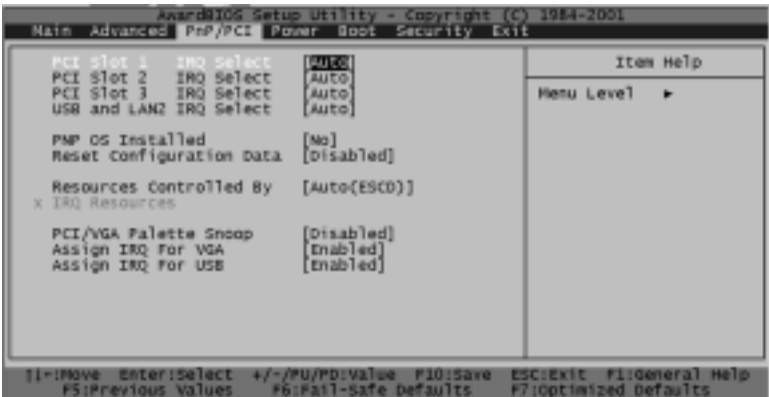 AwardBIOS Setup Utility - Copyright (C) 1984-2001
Main Advanced PnP/PCI Power Boot Security Exit
PCI Slot 1 IRQ Select [Auto]
PCI Slot 2 IRQ Select [Auto]
PCI Slot 3 IRQ Select [Auto]
USB and LAN2 IRQ Select [Auto]
PNP OS Installed [No]
Reset Configuration Data [Disabled]
Resources Controlled By [Auto(ESCD)]
x IRQ Resources
PCI/VGA Palette Snoop [Disabled]
Assign IRQ For VGA [Enabled]
Assign IRQ For USB [Enabled]
Item Help
Menu Level ►
:Move Enter:Select +/-/PU/PD:Value F10:Save ESC:Exit F1:General Help
F5:Previous Values F6:Fail-Safe Defaults F7:Optimized Defaults